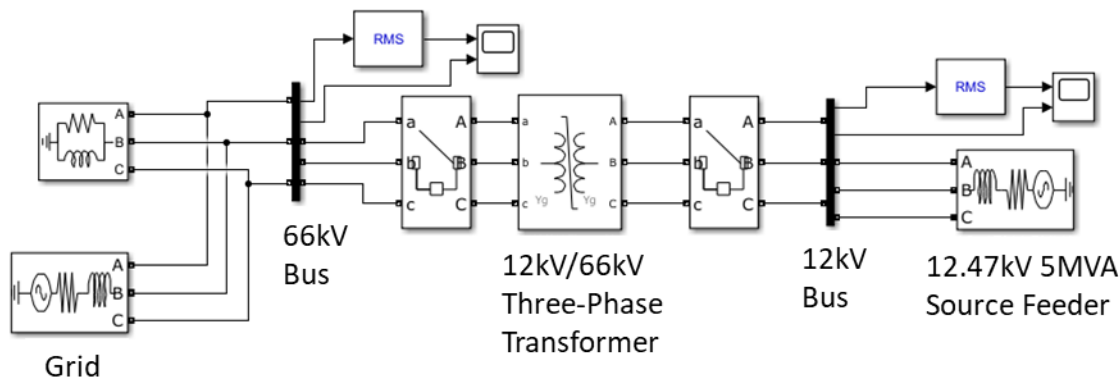 RMS
RMS
A
B
C
a
b
c
A
B
C
a
b
c
A
B
C
Yg
Yg
a
b
c
A
B
C
A
B
C
66kV
Bus
12kV/66kV
Three-Phase
Transformer
12kV
Bus
12.47kV 5MVA
Source Feeder
A
B
C
Grid